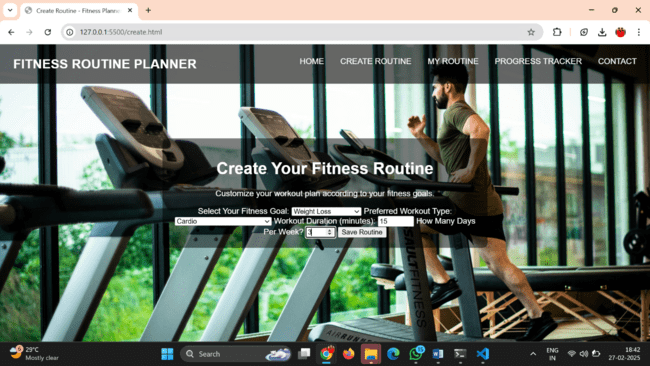 Create Routine - Fitness Planne
127.0.0.1:5500/create.html
FITNESS ROUTINE PLANNER
HOME CREATE ROUTINE MY ROUTINE PROGRESS TRACKER CONTACT
Create Your Fitness Routine
Customize your workout plan according to your fitness goals.
Select Your Fitness Goal: Weight Loss Preferred Workout Type:
Cardio Workout Duration (minutes): 15 How Many Days
Per Week? 3 Save Routine
FITNESS
29°C
Mostly clear
Search
ENG
IN
18:42
27-02-2025